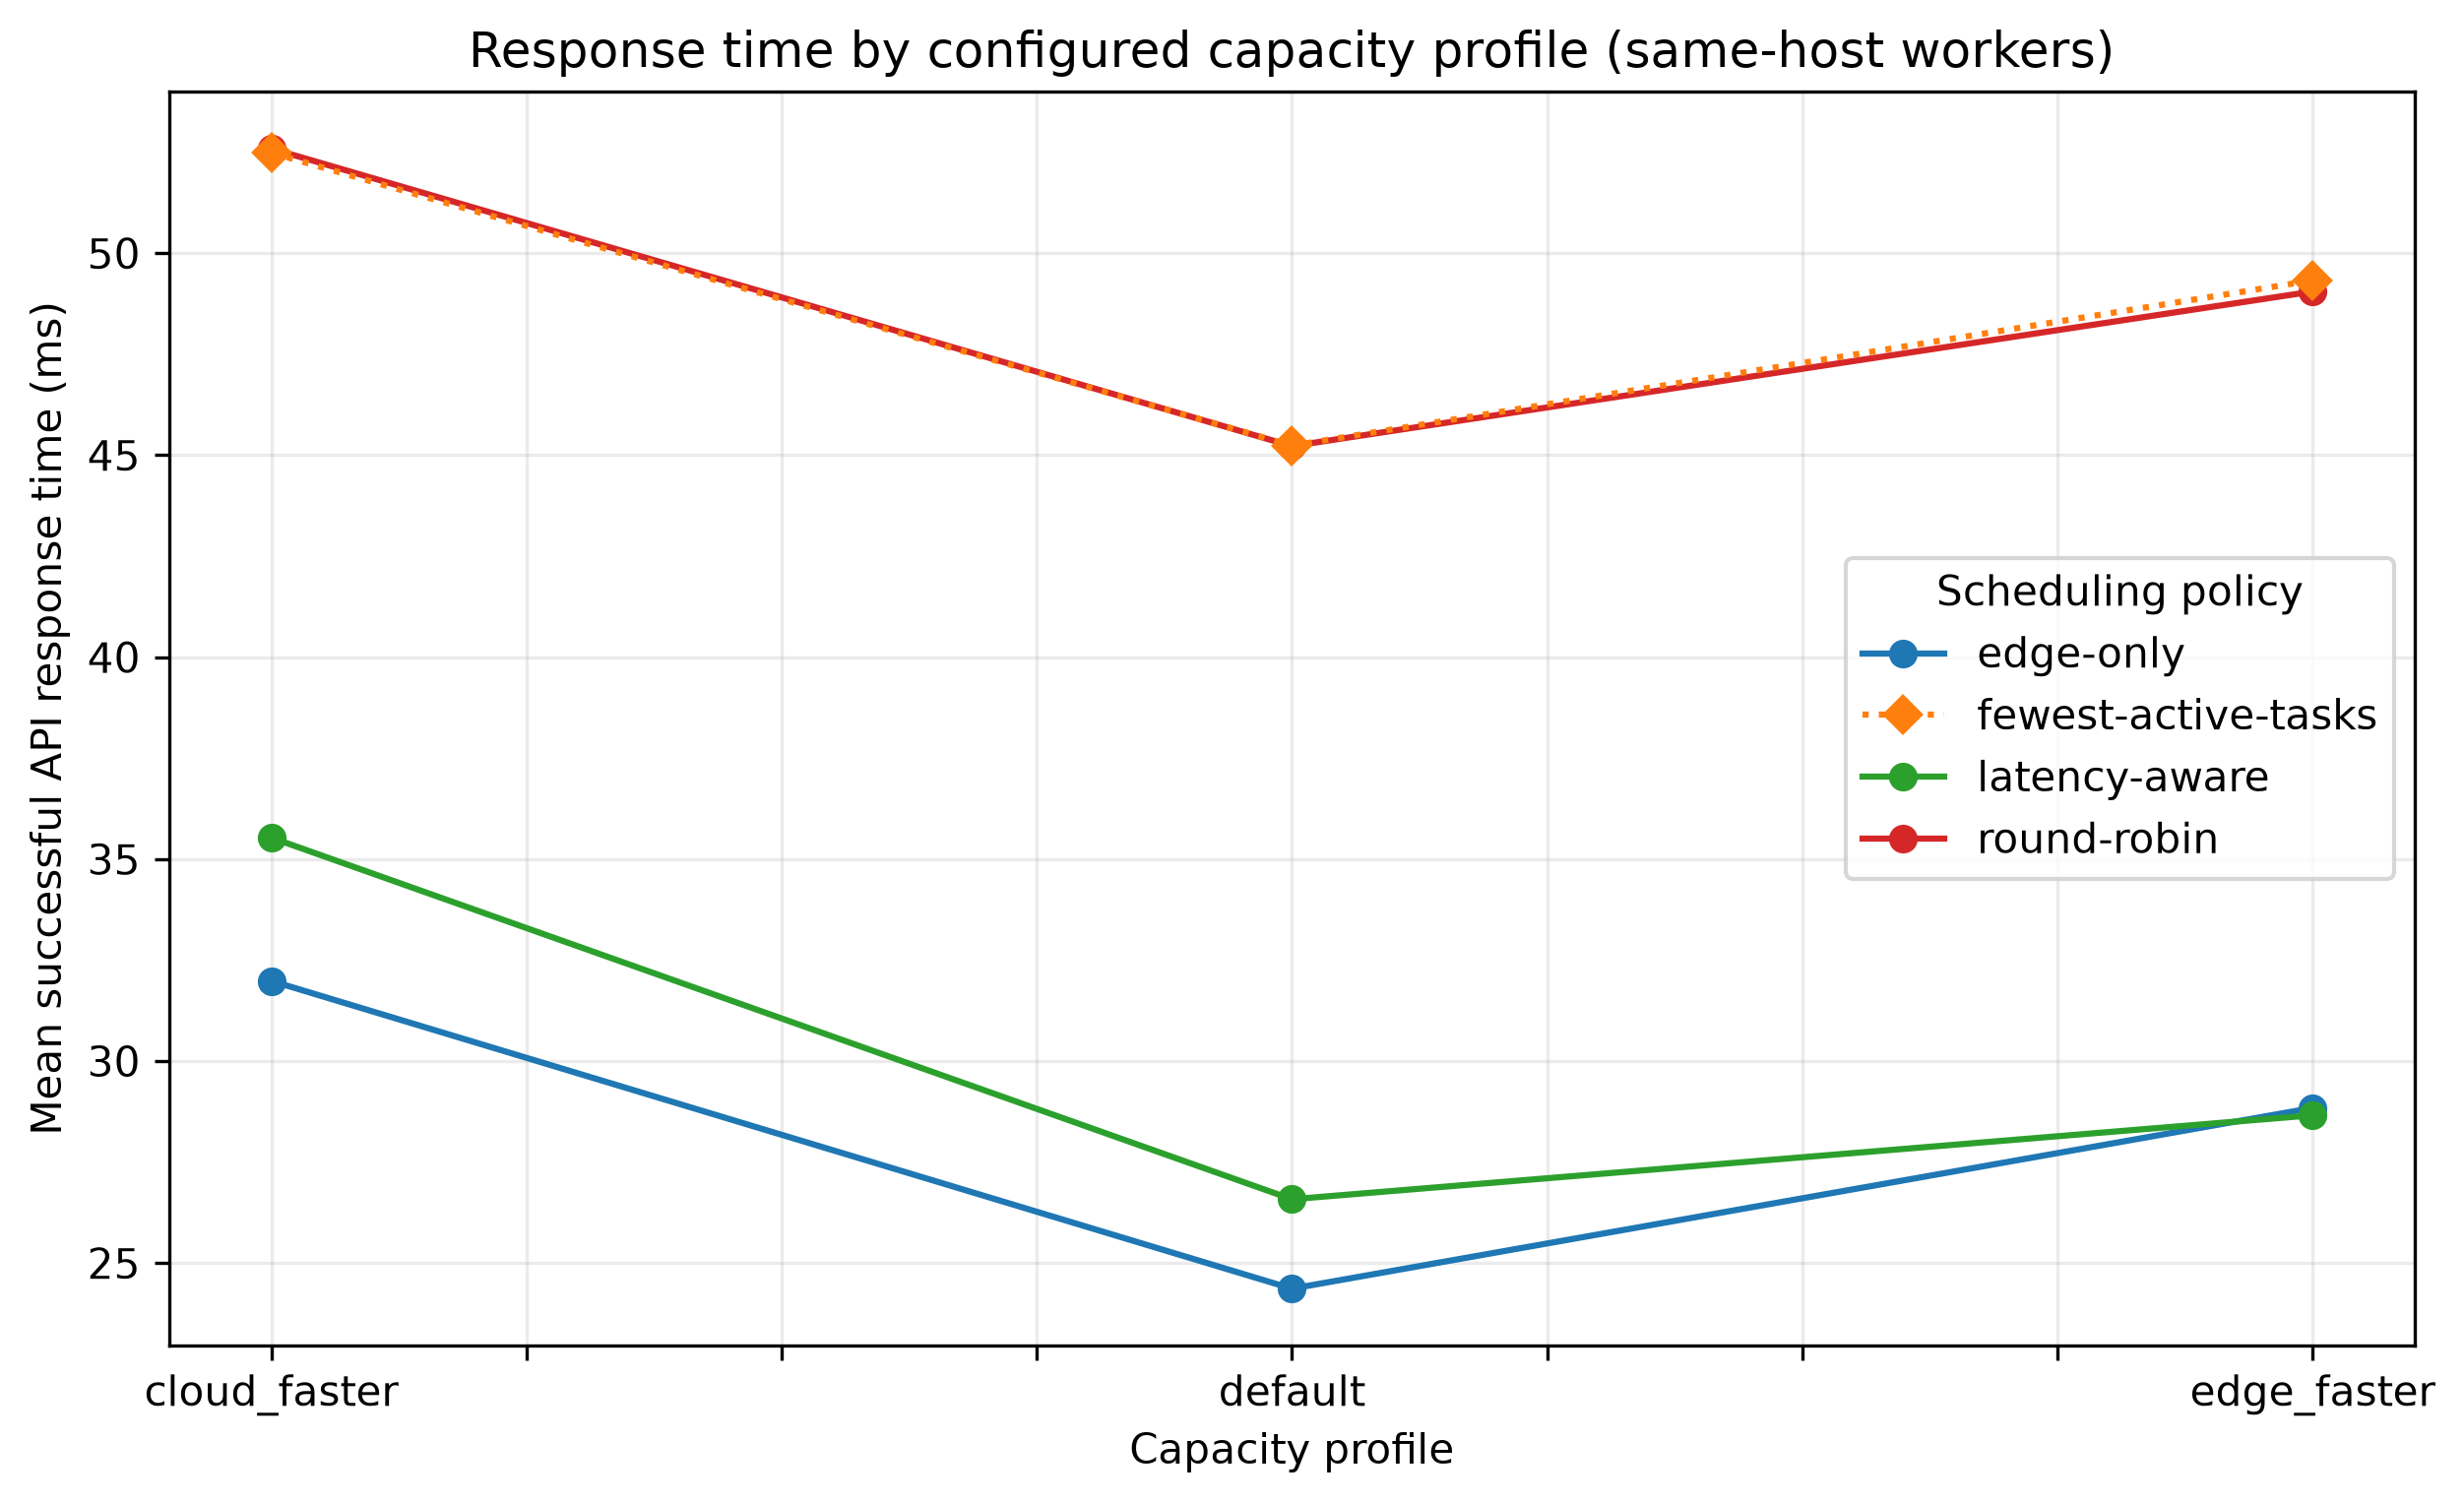 Response time by configured capacity profile (same-host workers)
Mean successful API response time (ms)
50
45
40
35
30
25
Scheduling policy
edge-only
fewest-active-tasks
latency-aware
round-robin
cloud_faster
default
edge_faster
Capacity profile